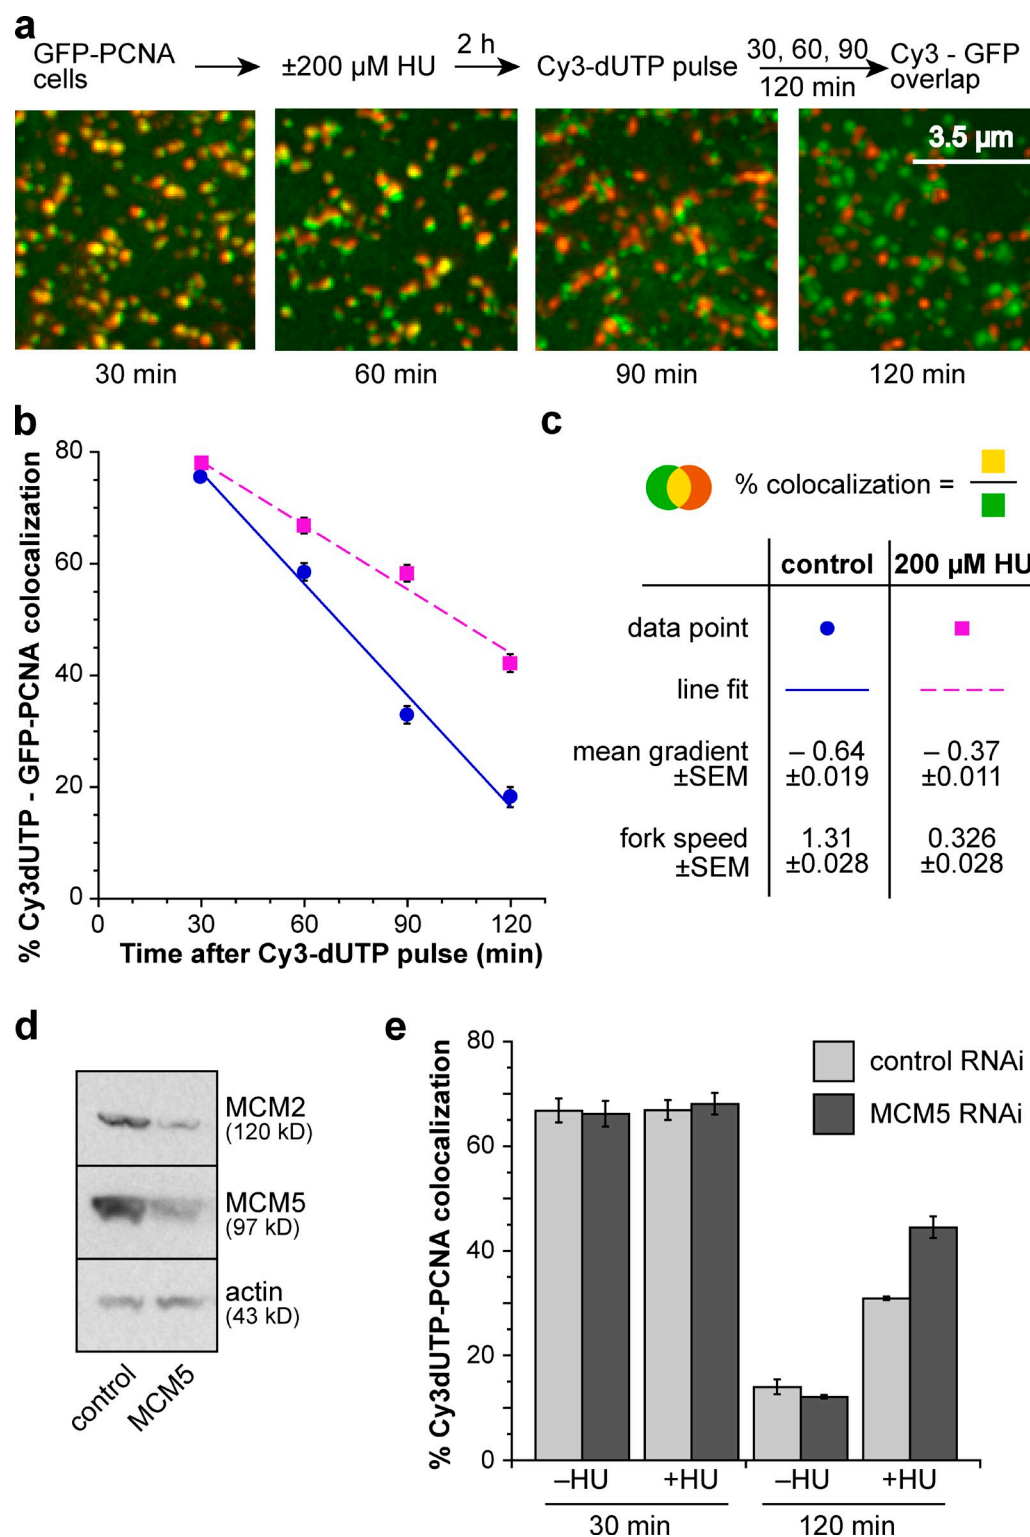 a
GFP-PCNA
cells
±200 µM HU
2 h
Cy3-dUTP pulse
30, 60, 90
120 min
Cy3 - GFP
overlap
3.5 µm
30 min
60 min
90 min
120 min
b
% Cy3dUTP - GFP-PCNA colocalization
80
60
40
20
0
0 30 60 90 120
Time after Cy3-dUTP pulse (min)
c
% colocalization =
control 200 µM HU
data point
line fit
mean gradient – 0.64 – 0.37
±SEM ±0.019 ±0.011
fork speed 1.31 0.326
±SEM ±0.028 ±0.028
d
MCM2
(120 kD)
MCM5
(97 kD)
actin
(43 kD)
control
MCM5
e
% Cy3dUTP-PCNA colocalization
80
60
40
20
0
control RNAi
MCM5 RNAi
–HU +HU –HU +HU
30 min 120 min